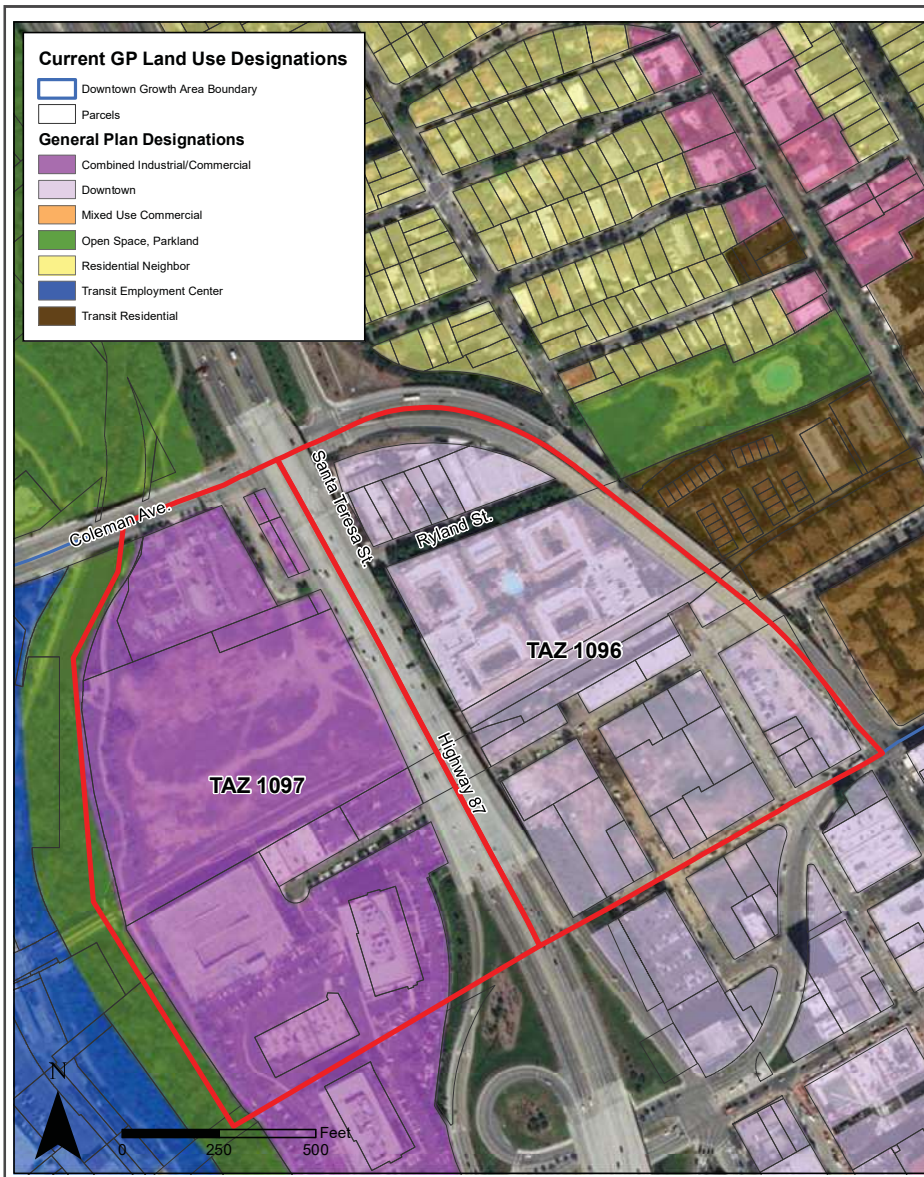 Current GP Land Use Designations
Downtown Growth Area Boundary
Parcels
General Plan Designations
Combined Industrial/Commercial
Downtown
Mixed Use Commercial
Open Space, Parkland
Residential Neighbor
Transit Employment Center
Transit Residential
Coleman Ave.
Santa Teresa St.
Ryland St.
TAZ 1096
Highway 87
TAZ 1097
N
Feet
0 250 500